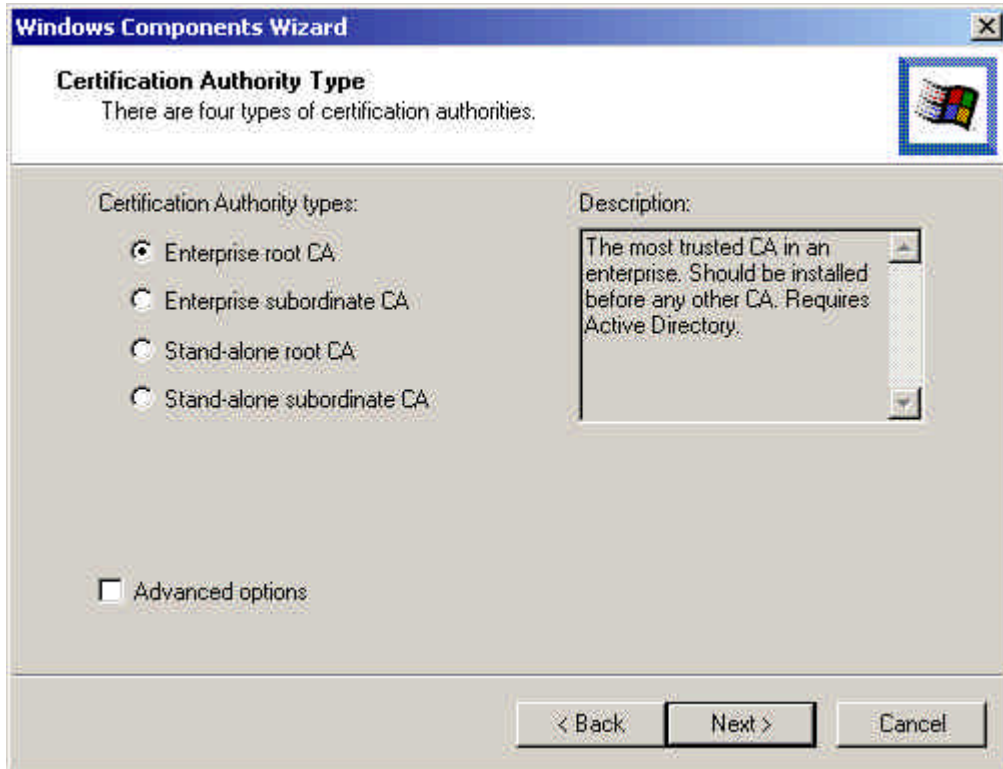 Windows Components Wizard
Certification Authority Type
There are four types of certification authorities.
Certification Authority types:
Enterprise root CA
Enterprise subordinate CA
Stand-alone root CA
Stand-alone subordinate CA
Description:
The most trusted CA in an
enterprise. Should be installed
before any other CA. Requires
Active Directory.
Advanced options
< Back
Next >
Cancel